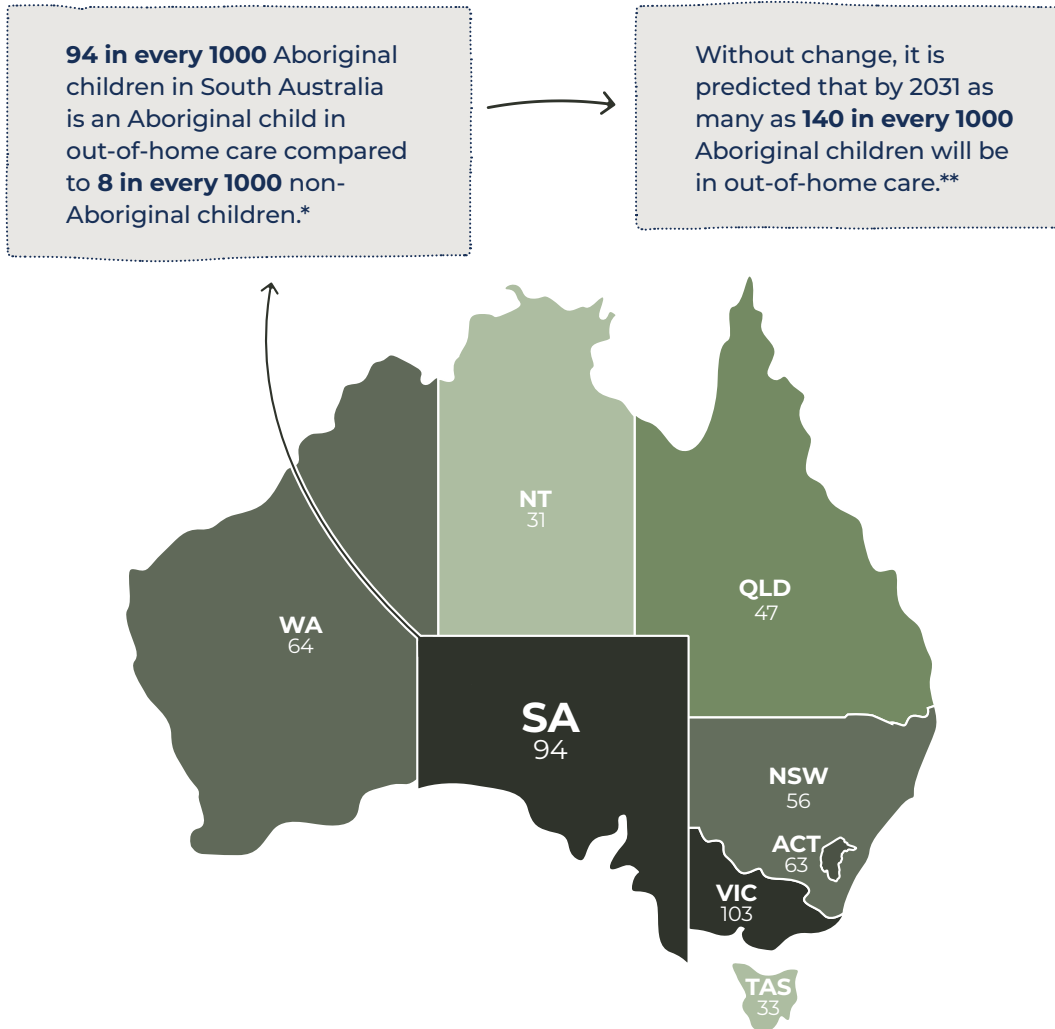 94 in every 1000 Aboriginal
children in South Australia
is an Aboriginal child in
out-of-home care compared
to 8 in every 1000 non-
Aboriginal children.*
Without change, it is
predicted that by 2031 as
many as 140 in every 1000
Aboriginal children will be
in out-of-home care.**
NT
31
QLD
47
WA
64
SA
94
NSW
56
ACT
63
VIC
103
TAS
33